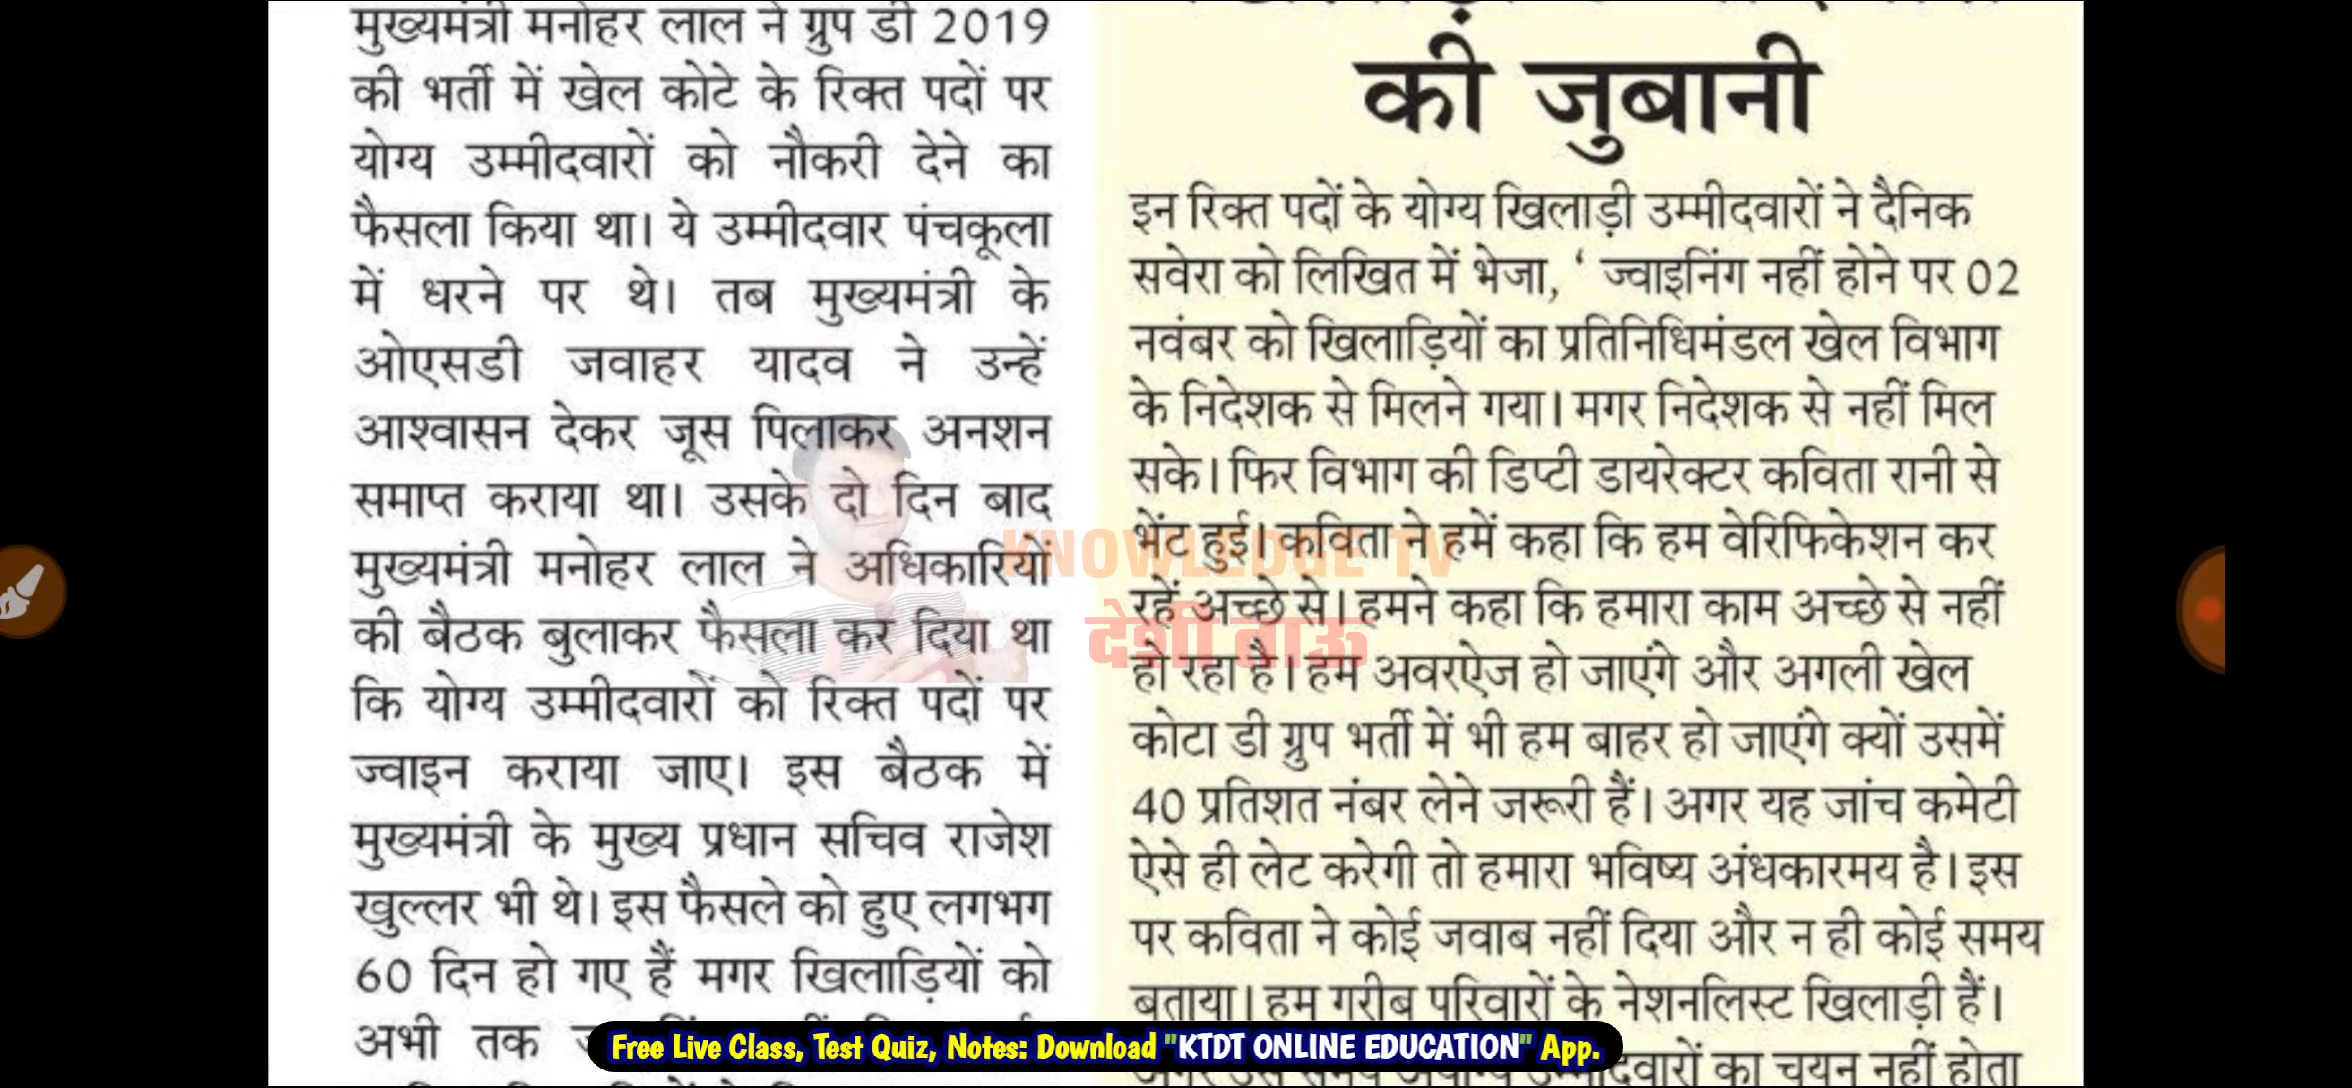 मुख्यमंत्री मनोहर लाल ने ग्रुप डी 2019
की भर्ती में खेल कोटे के रिक्त पदों पर
योग्य उम्मीदवारों को नौकरी देने का
फैसला किया था। ये उम्मीदवार पंचकूला
में धरने पर थे। तब मुख्यमंत्री के
ओएसडी जवाहर यादव ने उन्हें
आश्वासन देकर जूस पिलाकर अनशन
समाप्त कराया था। उसके दो दिन बाद
मुख्यमंत्री मनोहर लाल ने अधिकारियों
की बैठक बुलाकर फैसला कर दिया था
कि योग्य उम्मीदवारों को रिक्त पदों पर
ज्वाइन कराया जाए। इस बैठक में
मुख्यमंत्री के मुख्य प्रधान सचिव राजेश
खुल्लर भी थे। इस फैसले को हुए लगभग
60 दिन हो गए हैं मगर खिलाड़ियों को
अभी तक
की जुबानी
इन रिक्त पदों के योग्य खिलाड़ी उम्मीदवारों ने दैनिक
सवेरा को लिखित में भेजा, ‘ ज्वाइनिंग नहीं होने पर 02
नवंबर को खिलाड़ियों का प्रतिनिधिमंडल खेल विभाग
के निदेशक से मिलने गया। मगर निदेशक से नहीं मिल
सके। फिर विभाग की डिप्टी डायरेक्टर कविता रानी से
भेंट हुई। कविता ने हमें कहा कि हम वेरिफिकेशन कर
रहें अच्छे से। हमने कहा कि हमारा काम अच्छे से नहीं
हो रहा है। हम अवरऐज हो जाएंगे और अगली खेल
कोटा डी ग्रुप भर्ती में भी हम बाहर हो जाएंगे क्यों उसमें
40 प्रतिशत नंबर लेने जरूरी हैं। अगर यह जांच कमेटी
ऐसे ही लेट करेगी तो हमारा भविष्य अंधकारमय है। इस
पर कविता ने कोई जवाब नहीं दिया और न ही कोई समय
बताया। हम गरीब परिवारों के नेशनलिस्ट खिलाड़ी हैं।
का चयन नहीं होता
KNOWLEDGE TV
देशी ताऊ
Free Live Class, Test Quiz, Notes: Download "KTDT ONLINE EDUCATION" App.